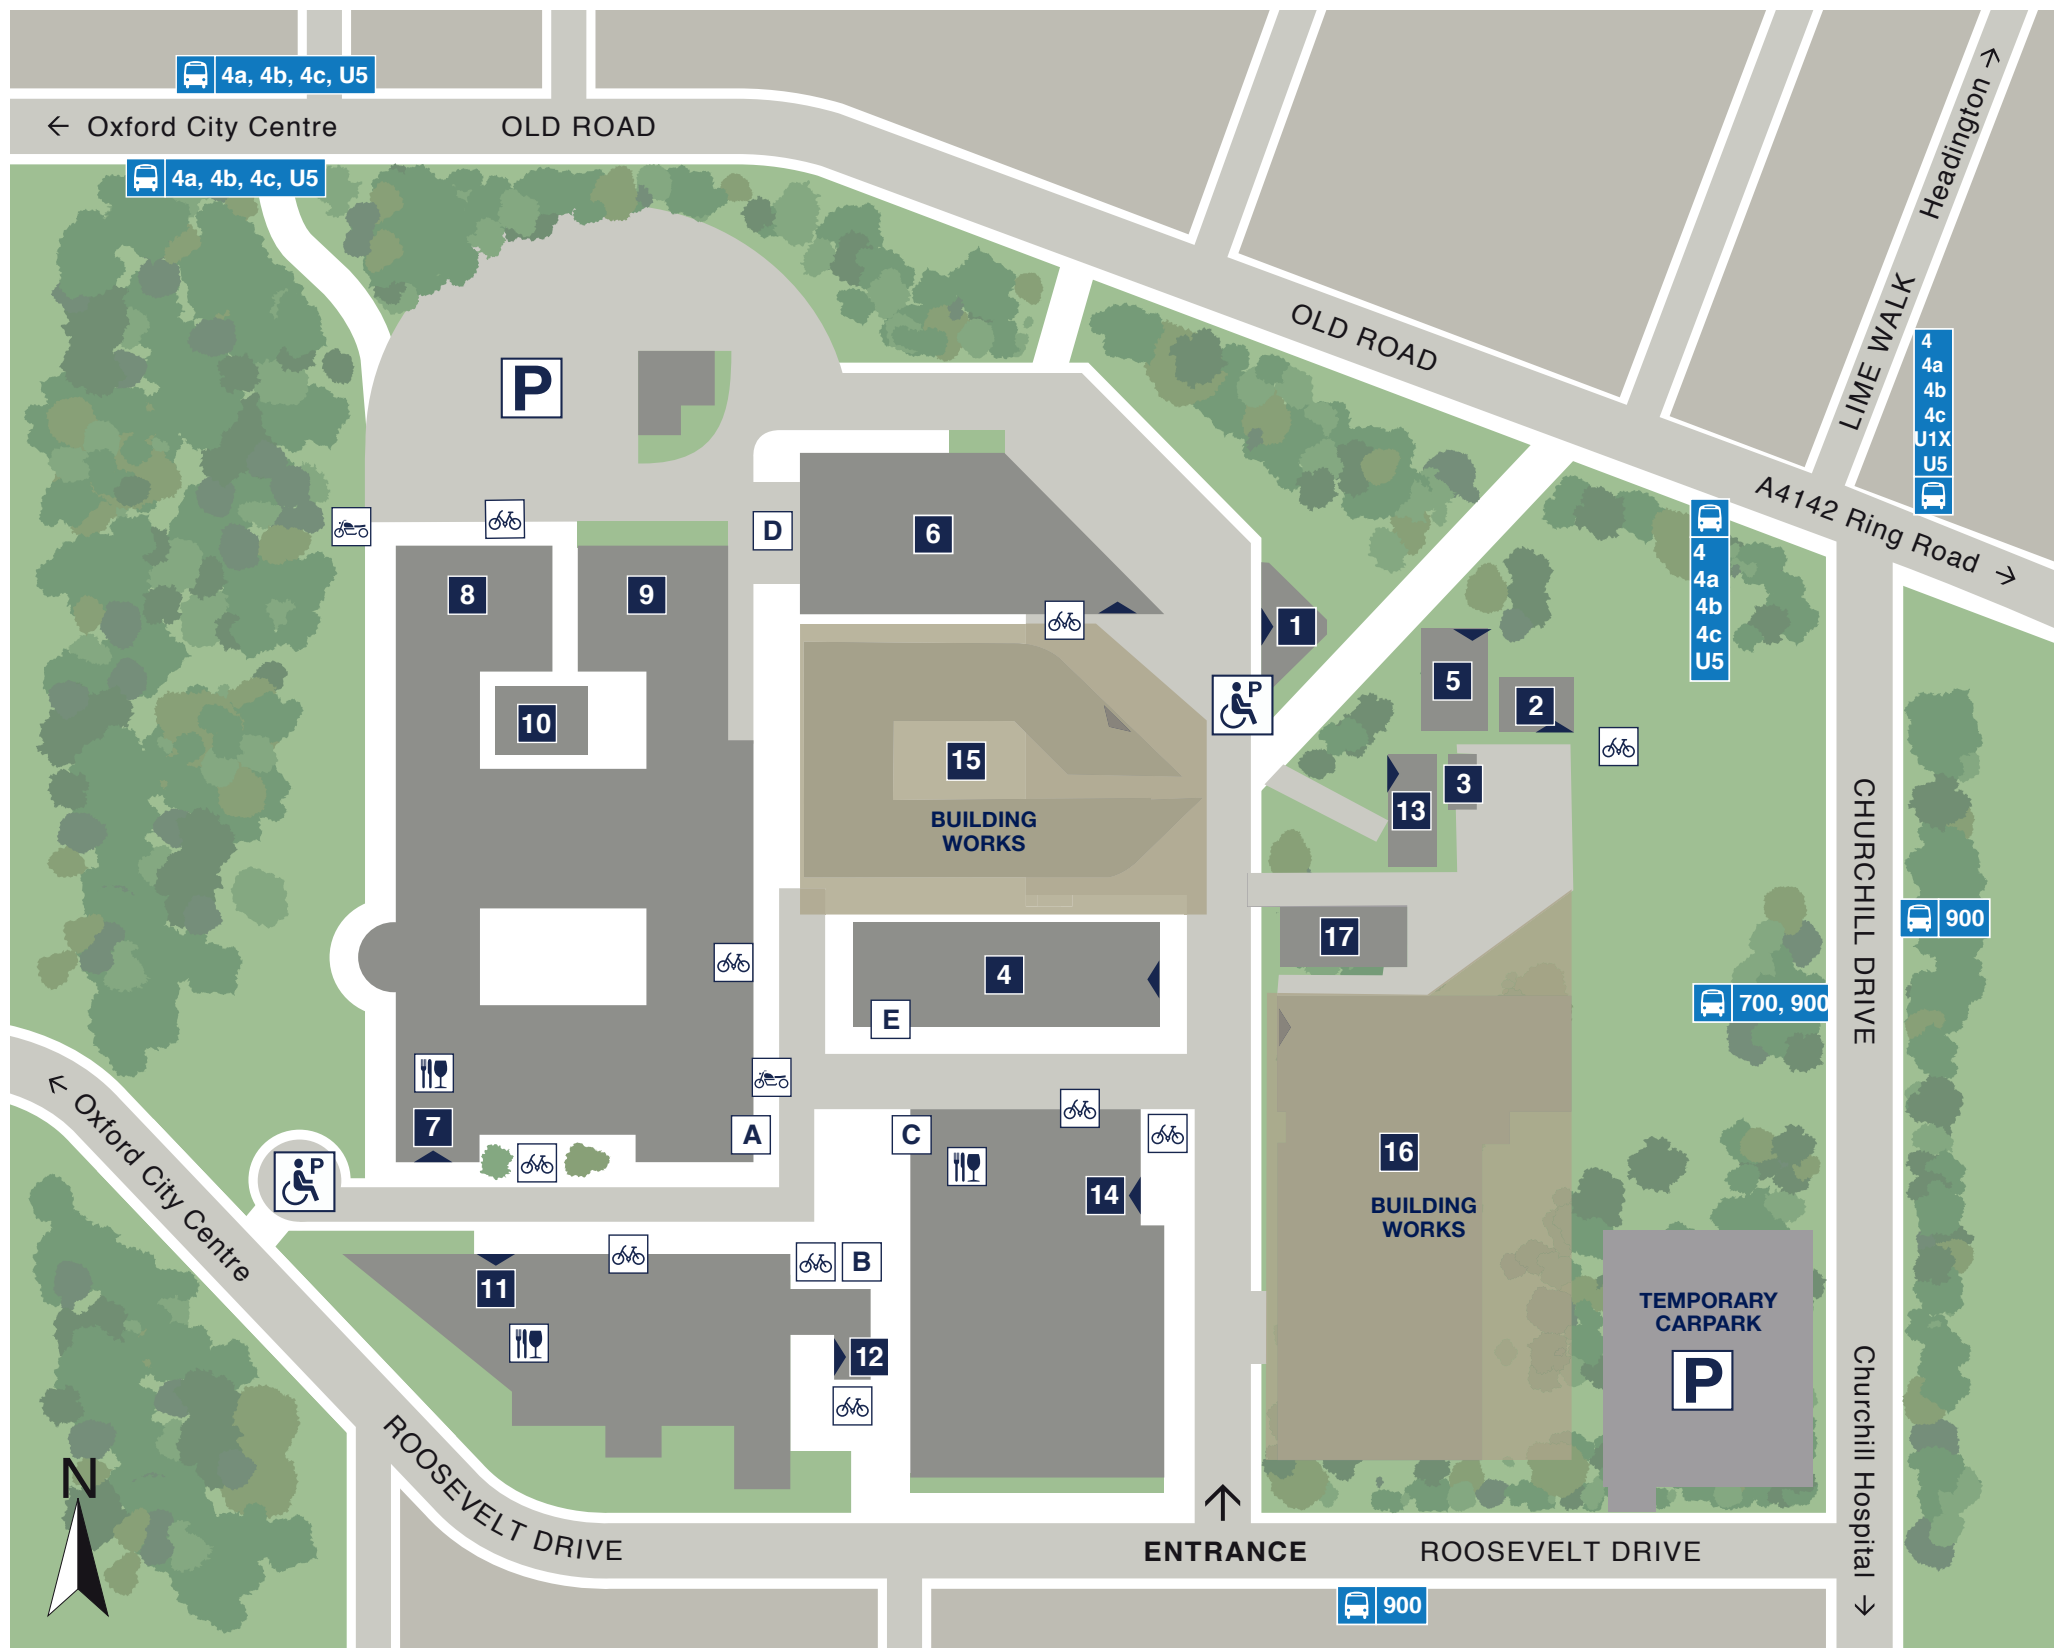 4a, 4b, 4c, U5
← Oxford City Centre
OLD ROAD
4a, 4b, 4c, U5
Headington →
OLD ROAD
LIME WALK
4
4a
4b
4c
U1X
U5
P
A4142 Ring Road →
D
6
4
4a
4b
4c
U5
8
9
1
5
2
P
10
15
BUILDING
WORKS
3
13
CHURCHILL DRIVE
900
17
4
E
700, 900
← Oxford City Centre
7
A
C
16
BUILDING
WORKS
P
14
11
B
12
TEMPORARY
CARPARK
P
Churchill Hospital →
N
ROOSEVELT DRIVE
ENTRANCE
ROOSEVELT DRIVE
900